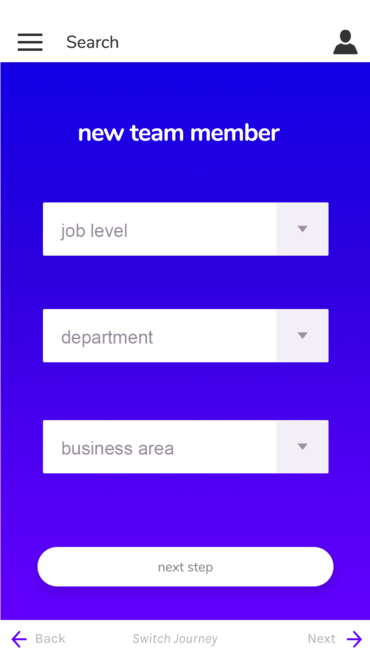 Search
new team member
job level
department
business area
next step
Back Switch Journey Next